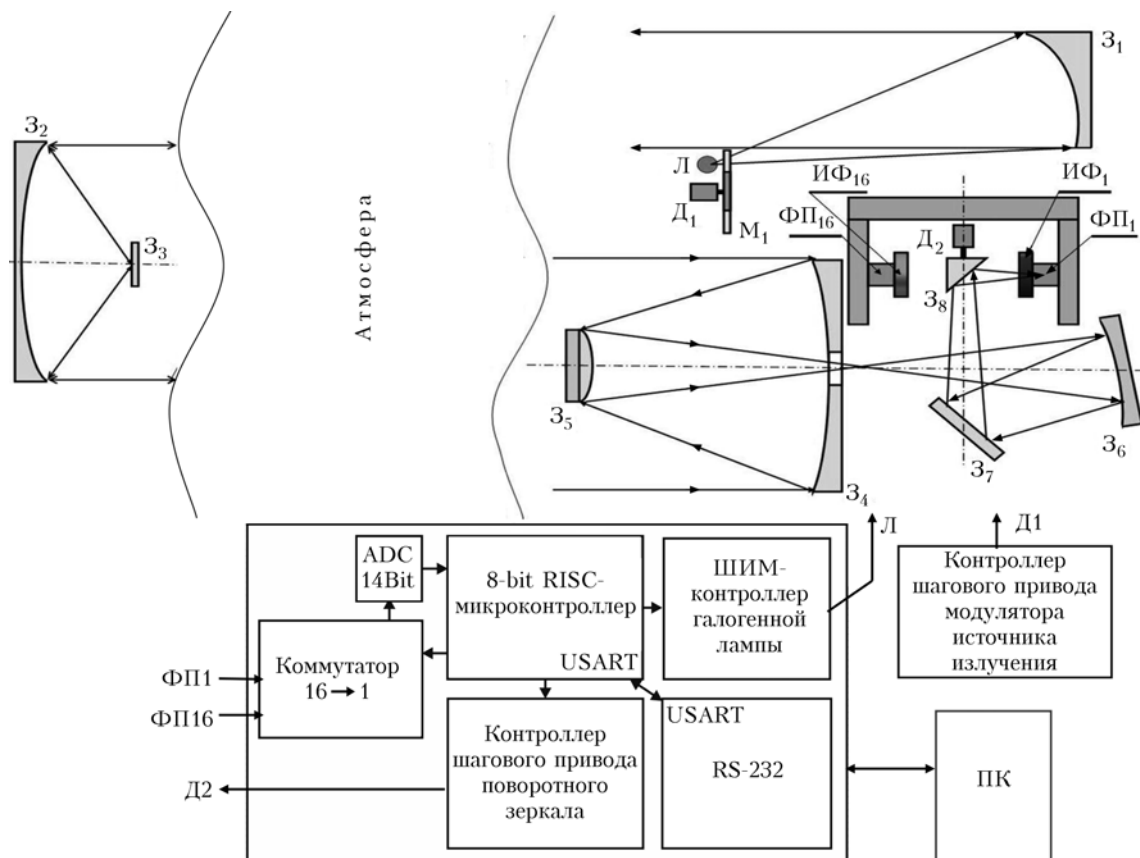 З1
З2
Л
ИФ16
ИФ1
Д1
М1
ФП16
Д2
ФП1
З3
Атмосфера
З8
З5
З7
З6
З4
Л
Д1
ADC
14Bit
8-bit RISC-
микроконтроллер
USART
ШИМ-
контроллер
галогенной
лампы
Контроллер
шагового привода
модулятора
источника
излучения
ФП1
ФП16
Коммутатор
16 → 1
Д2
Контроллер
шагового привода
поворотного
зеркала
USART
RS-232
ПК